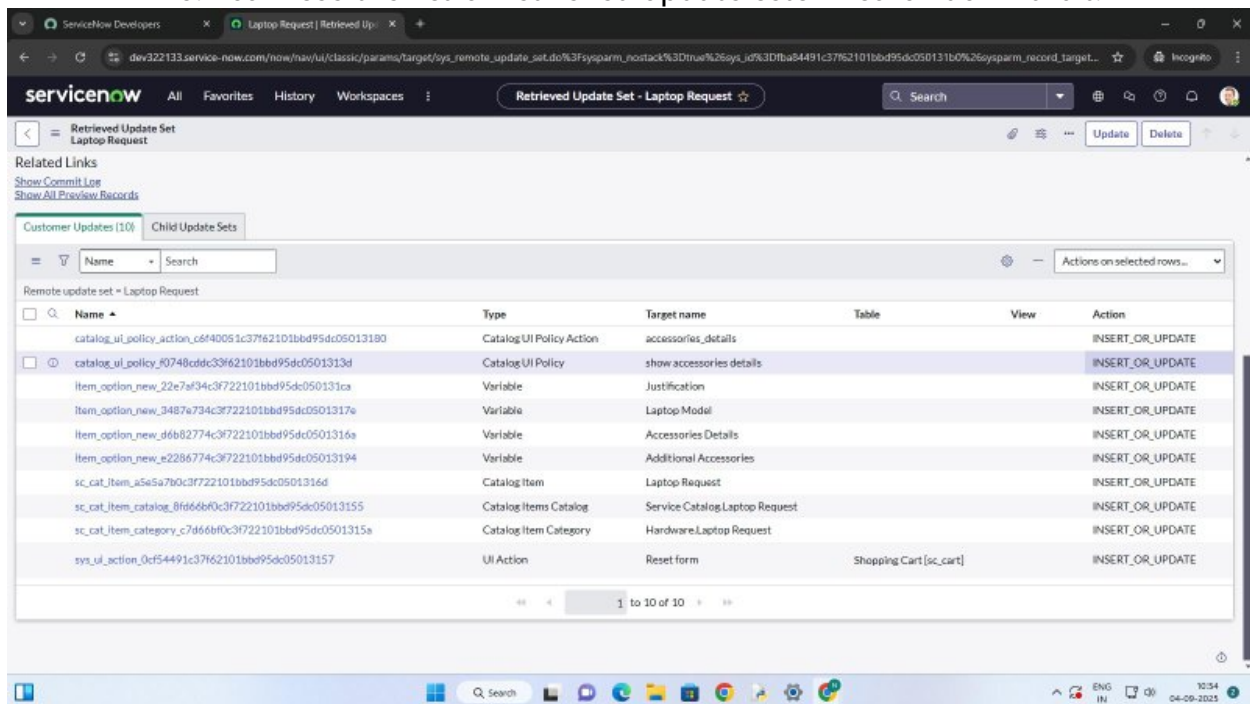 ServiceNow Developers
Laptop Request | Retrieved Up
dev322133.service-now.com/now/nav/ui/classic/params/target/sys_remote_update_set.do%3Fsysparm_nostack%3Dtrue%26sys_id%3Dfba84491c37f62101bbd95dc050131b0%26sysparm_record_target...
Incognito
servicenow All Favorites History Workspaces Retrieved Update Set - Laptop Request Search
Retrieved Update Set
Laptop Request
Update Delete
Related Links
Show Commit Log
Show All Preview Records
Customer Updates (10) Child Update Sets
Name Search Actions on selected rows...
Remote update set = Laptop Request
Name Type Target name Table View Action
catalog_ui_policy_action_c6f40051c37f62101bbd95dc05013180 Catalog UI Policy Action accessories_details INSERT_OR_UPDATE
catalog_ui_policy_f0748cddc33f62101bbd95dc0501313d Catalog UI Policy show accessories details INSERT_OR_UPDATE
item_option_new_22e7af34c3f722101bbd95dc050131ca Variable Justification INSERT_OR_UPDATE
item_option_new_3487e734c3f722101bbd95dc0501317e Variable Laptop Model INSERT_OR_UPDATE
item_option_new_d6b82774c3f722101bbd95dc0501316a Variable Accessories Details INSERT_OR_UPDATE
item_option_new_e2286774c3f722101bbd95dc05013194 Variable Additional Accessories INSERT_OR_UPDATE
sc_cat_item_a5e5a7b0c3f722101bbd95dc0501316d Catalog Item Laptop Request INSERT_OR_UPDATE
sc_cat_item_catalog_8fd66bf0c3f722101bbd95dc05013155 Catalog Items Catalog Service Catalog.Laptop Request INSERT_OR_UPDATE
sc_cat_item_category_c7d66bf0c3f722101bbd95dc0501315a Catalog Item Category Hardware.Laptop Request INSERT_OR_UPDATE
sys_ui_action_0cf54491c37f62101bbd95dc05013157 UI Action Reset form Shopping Cart [sc_cart] INSERT_OR_UPDATE
1 to 10 of 10
Search
ENG
IN
10:54
04-09-2025